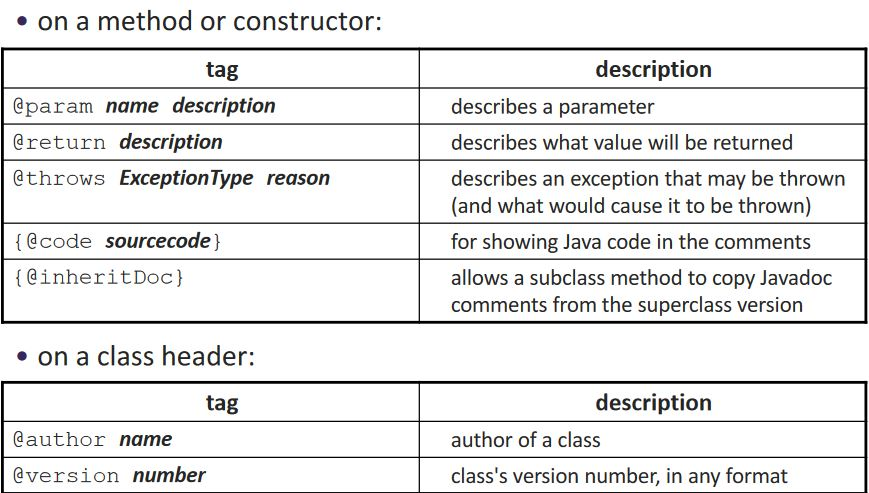 • on a method or constructor:
tag description
@param name description describes a parameter
@return description describes what value will be returned
@throws ExceptionType reason describes an exception that may be thrown
(and what would cause it to be thrown)
{@code sourcecode} for showing Java code in the comments
{@inheritDoc} allows a subclass method to copy Javadoc
comments from the superclass version
• on a class header:
tag description
@author name author of a class
@version number class's version number, in any format